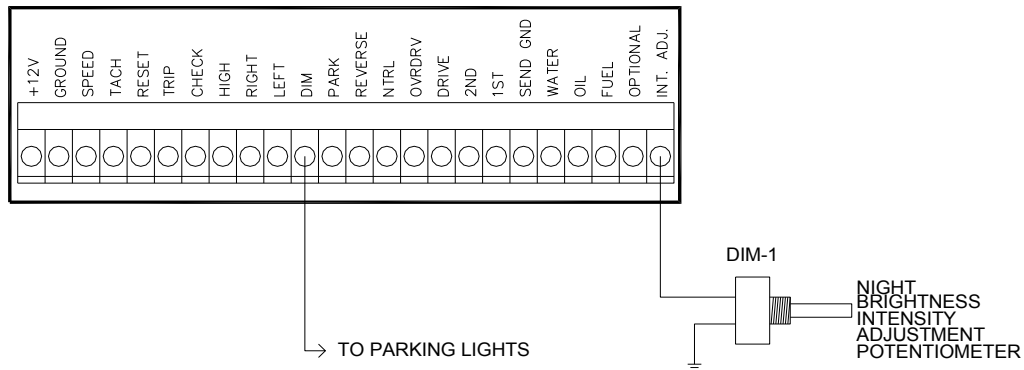 +12V
GROUND
SPEED
TACH
RESET
TRIP
CHECK
HIGH
RIGHT
LEFT
DIM
PARK
REVERSE
NTRL
OVRDRV
DRIVE
2ND
1ST
SEND GND
WATER
OIL
FUEL
OPTIONAL
INT. ADJ.
DIM-1
NIGHT
BRIGHTNESS
INTENSITY
ADJUSTMENT
POTENTIOMETER
TO PARKING LIGHTS